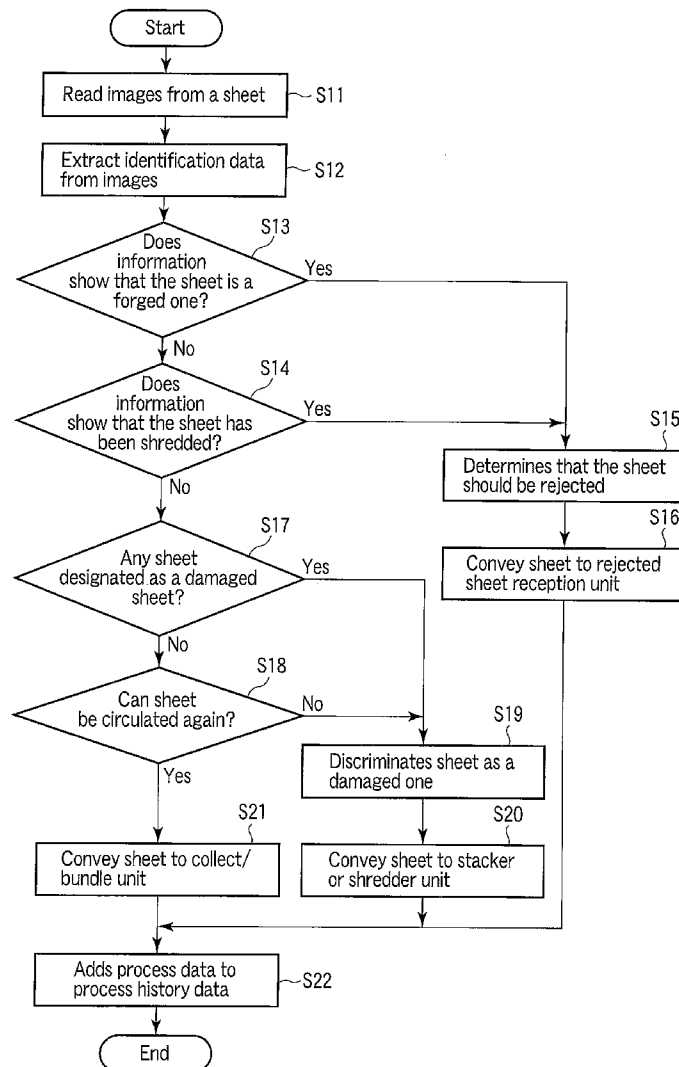 Start
Read images from a sheet
S11
Extract identification data
from images
S12
S13
Does
information
show that the sheet is a
forged one?
Yes
No
S14
Does
information
show that the sheet has
been shredded?
Yes
No
S15
Determines that the sheet
should be rejected
S16
Convey sheet to rejected
sheet reception unit
S17
Any sheet
designated as a damaged
sheet?
Yes
No
S18
Can sheet
be circulated again?
No
Yes
S19
Discriminates sheet as a
damaged one
S20
Convey sheet to stacker
or shredder unit
S21
Convey sheet to collect/
bundle unit
Adds process data to
process history data
S22
End